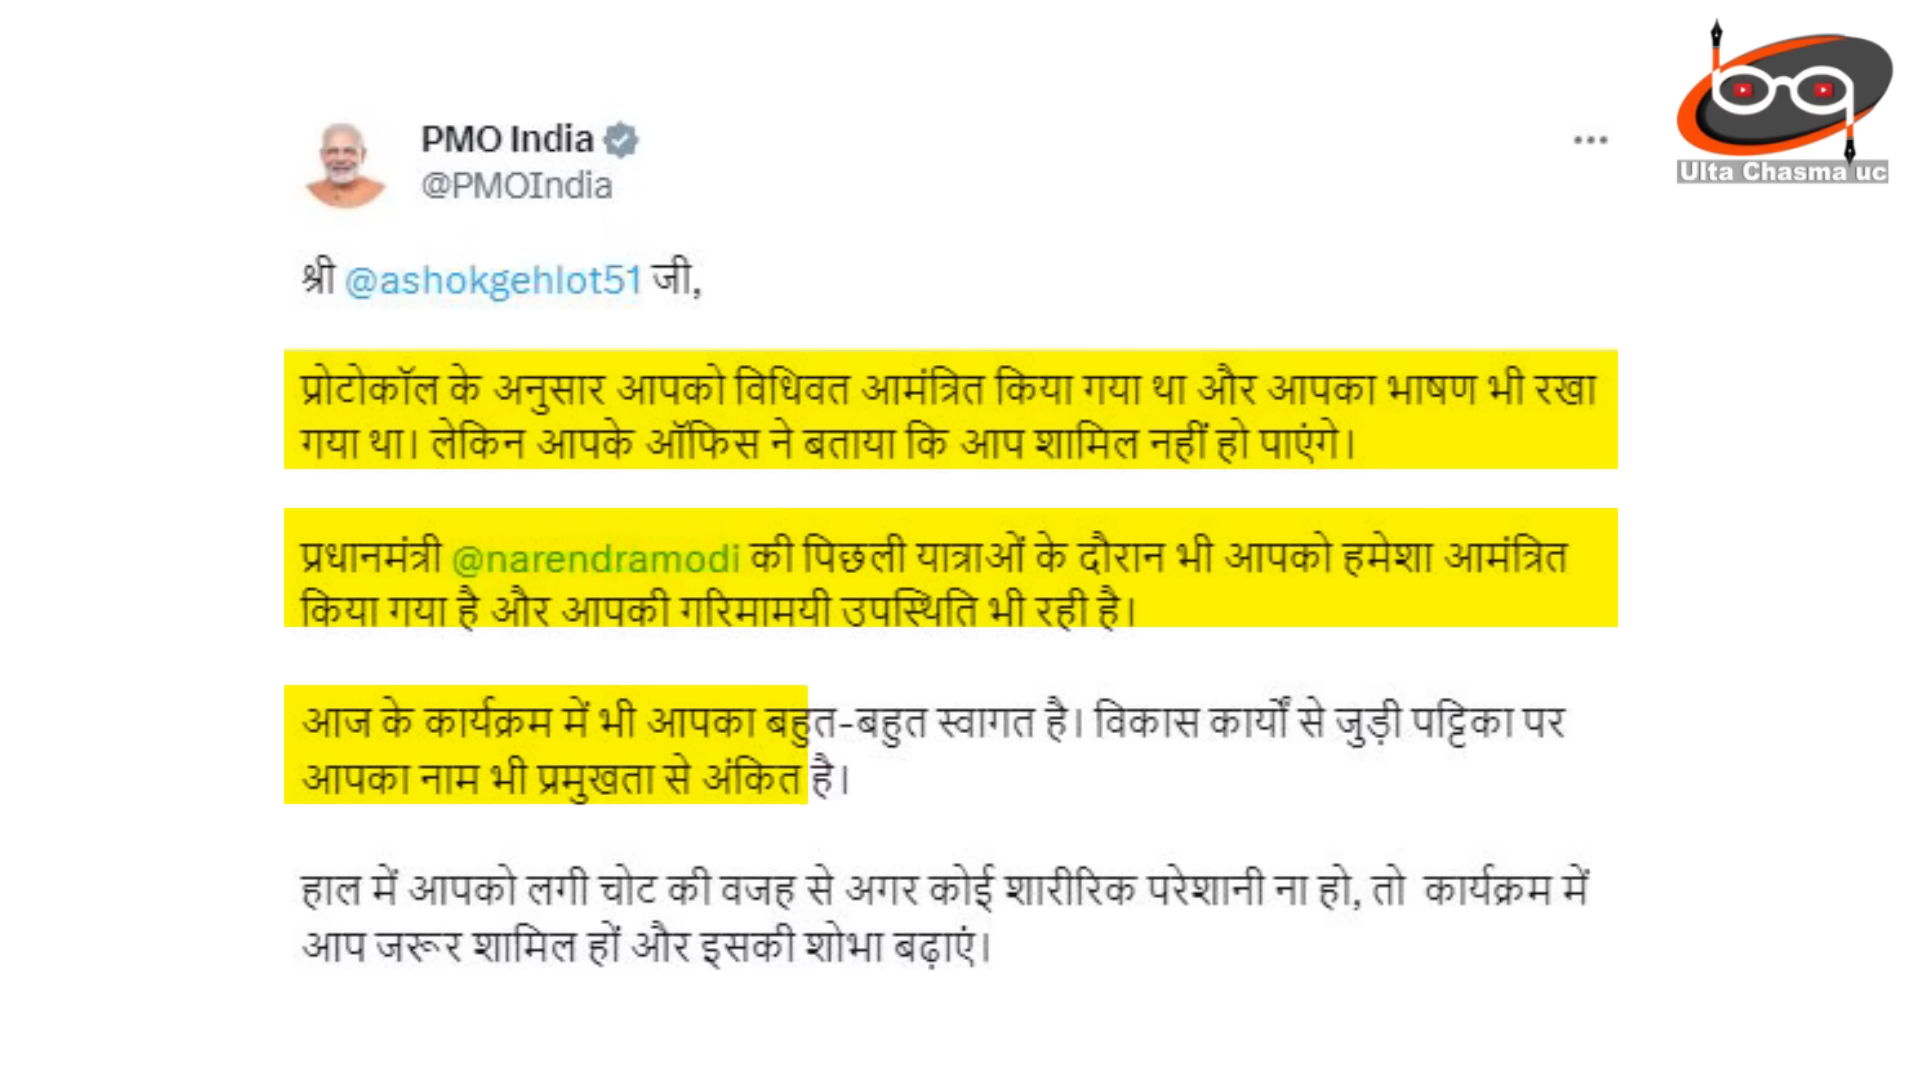 PMO India
@PMOIndia
Ulta Chasma uc
श्री @ashokgehlot51 जी,
प्रोटोकॉल के अनुसार आपको विधिवत आमंत्रित किया गया था और आपका भाषण भी रखा
गया था। लेकिन आपके ऑफिस ने बताया कि आप शामिल नहीं हो पाएंगे।
प्रधानमंत्री @narendramodi की पिछली यात्राओं के दौरान भी आपको हमेशा आमंत्रित
किया गया है और आपकी गरिमामयी उपस्थिति भी रही है।
आज के कार्यक्रम में भी आपका बहुत-बहुत स्वागत है। विकास कार्यों से जुड़ी पट्टिका पर
आपका नाम भी प्रमुखता से अंकित है।
हाल में आपको लगी चोट की वजह से अगर कोई शारीरिक परेशानी ना हो, तो कार्यक्रम में
आप जरूर शामिल हों और इसकी शोभा बढ़ाएं।